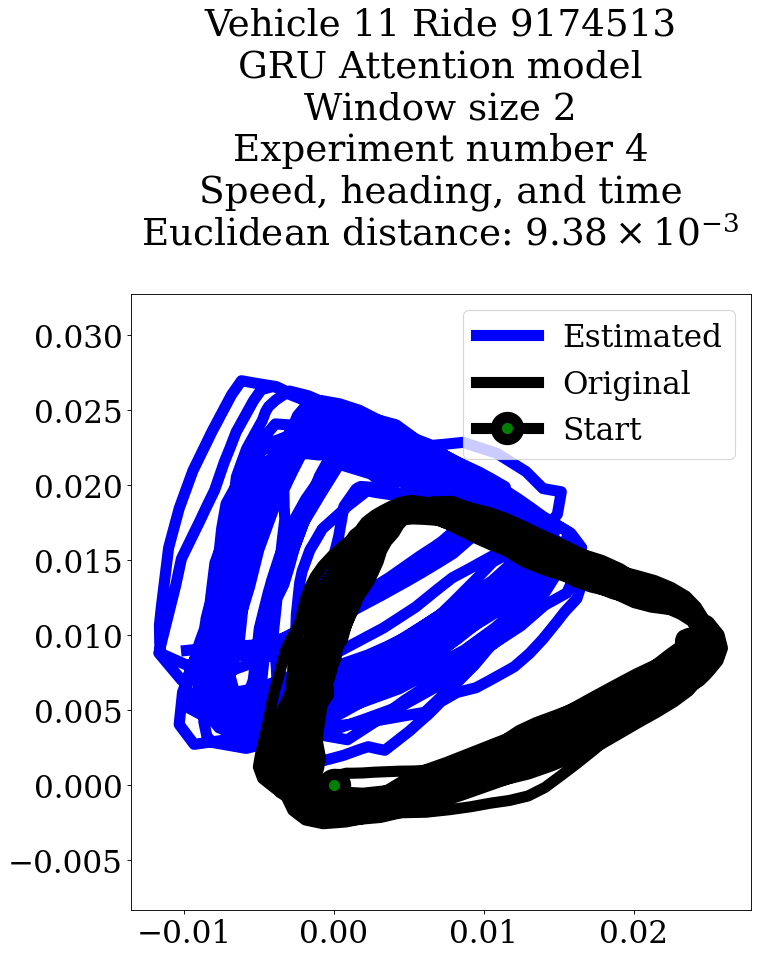 Vehicle 11 Ride 9174513
GRU Attention model
Window size 2
Experiment number 4
Speed, heading, and time
Euclidean distance: 9.38 × 10⁻³
Estimated
Original
Start
0.030
0.025
0.020
0.015
0.010
0.005
0.000
−0.005
−0.01 0.00 0.01 0.02